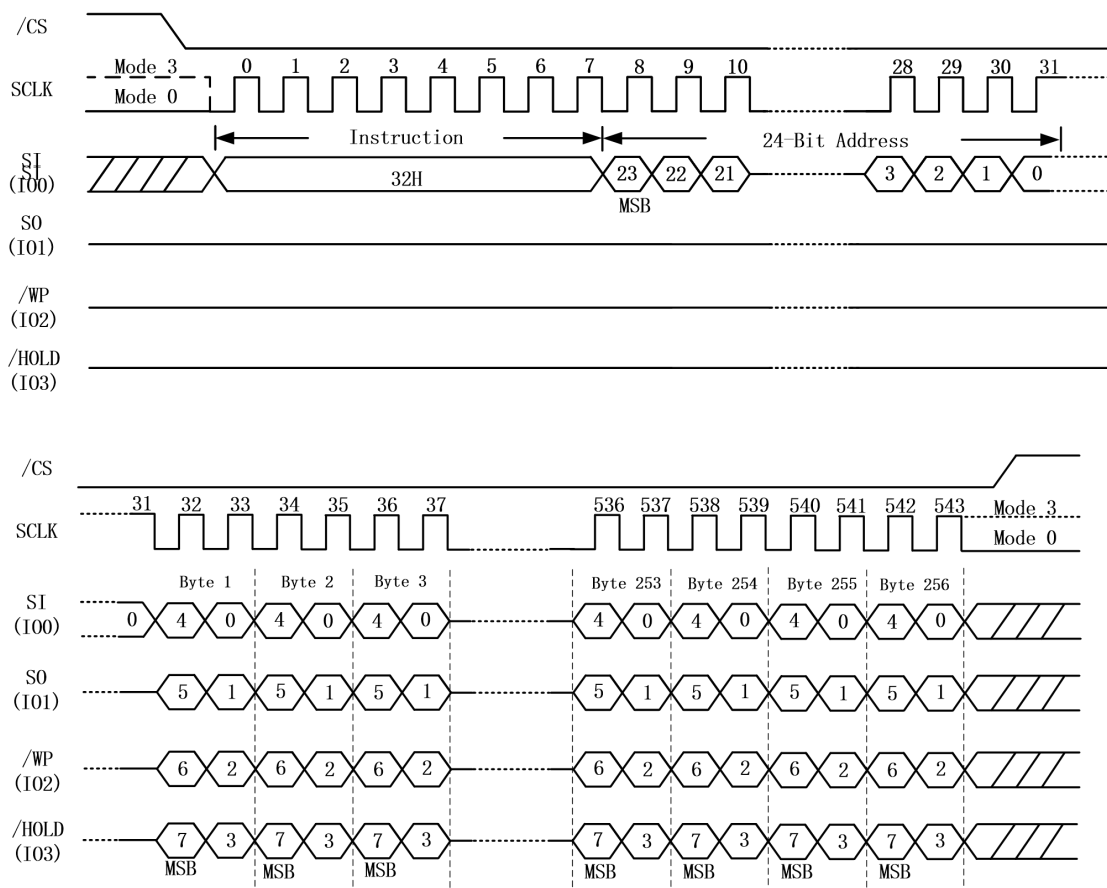 /CS
Mode 3 0 1 2 3 4 5 6 7 8 9 10 28 29 30 31
SCLK
Mode 0
Instruction 24-Bit Address
SI
SI
(IO0) 32H 23 22 21 3 2 1 0
MSB
SO
(IO1)
/WP
(IO2)
/HOLD
(IO3)
/CS
31 32 33 34 35 36 37 536 537 538 539 540 541 542 543 Mode 3
SCLK
Mode 0
Byte 1 Byte 2 Byte 3 Byte 253 Byte 254 Byte 255 Byte 256
SI
(IO0) 0 4 0 4 0 4 0 4 0 4 0 4 0 4 0
SO
(IO1) 5 1 5 1 5 1 5 1 5 1 5 1 5 1
/WP
(IO2) 6 2 6 2 6 2 6 2 6 2 6 2 6 2
/HOLD
(IO3) 7 3 7 3 7 3 7 3 7 3 7 3 7 3
MSB MSB MSB MSB MSB MSB MSB